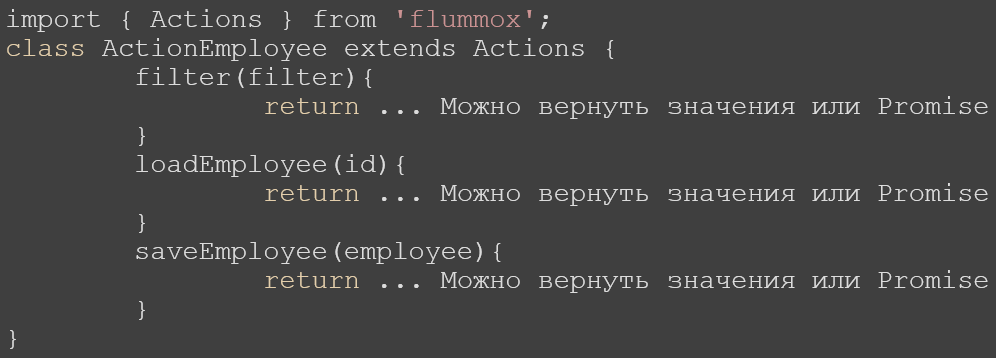 import { Actions } from 'flummox';
class ActionEmployee extends Actions {
filter(filter){
return ... Можно вернуть значения или Promise
}
loadEmployee(id){
return ... Можно вернуть значения или Promise
}
saveEmployee(employee){
return ... Можно вернуть значения или Promise
}
}